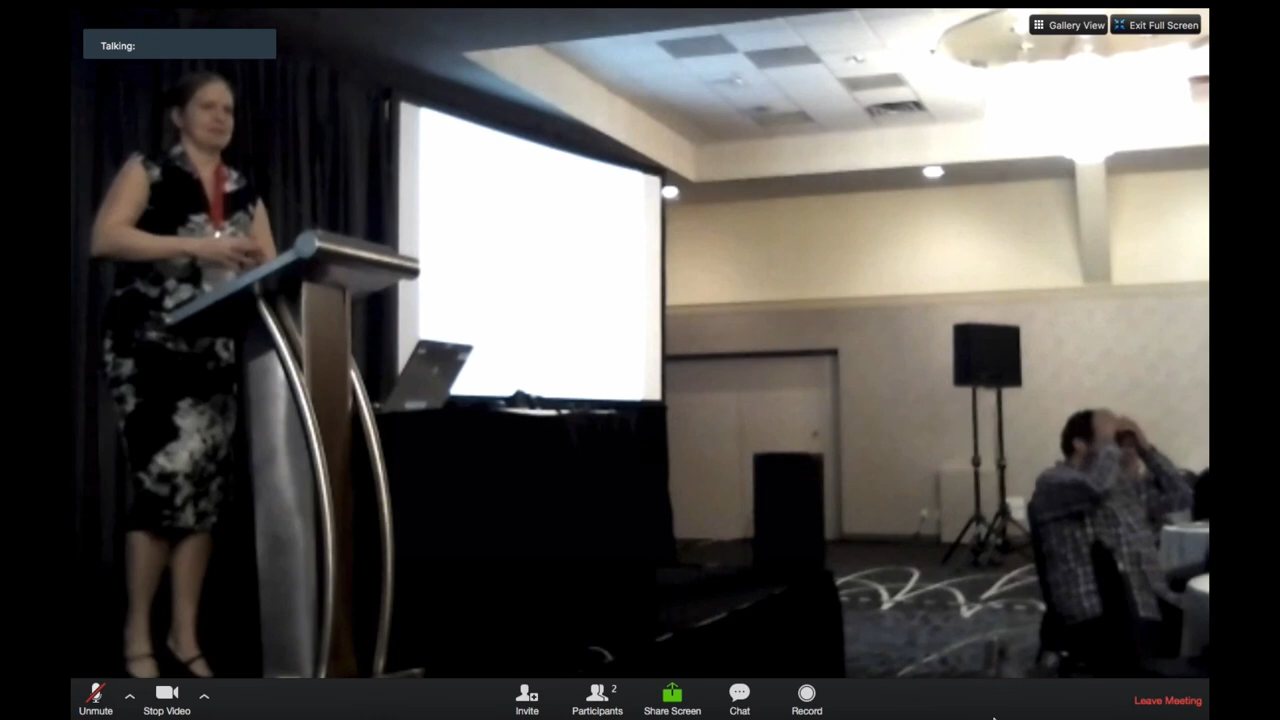 Talking:
Gallery View
Exit Full Screen
Unmute
Stop Video
Invite
Participants 2
Share Screen
Chat
Record
Leave Meeting